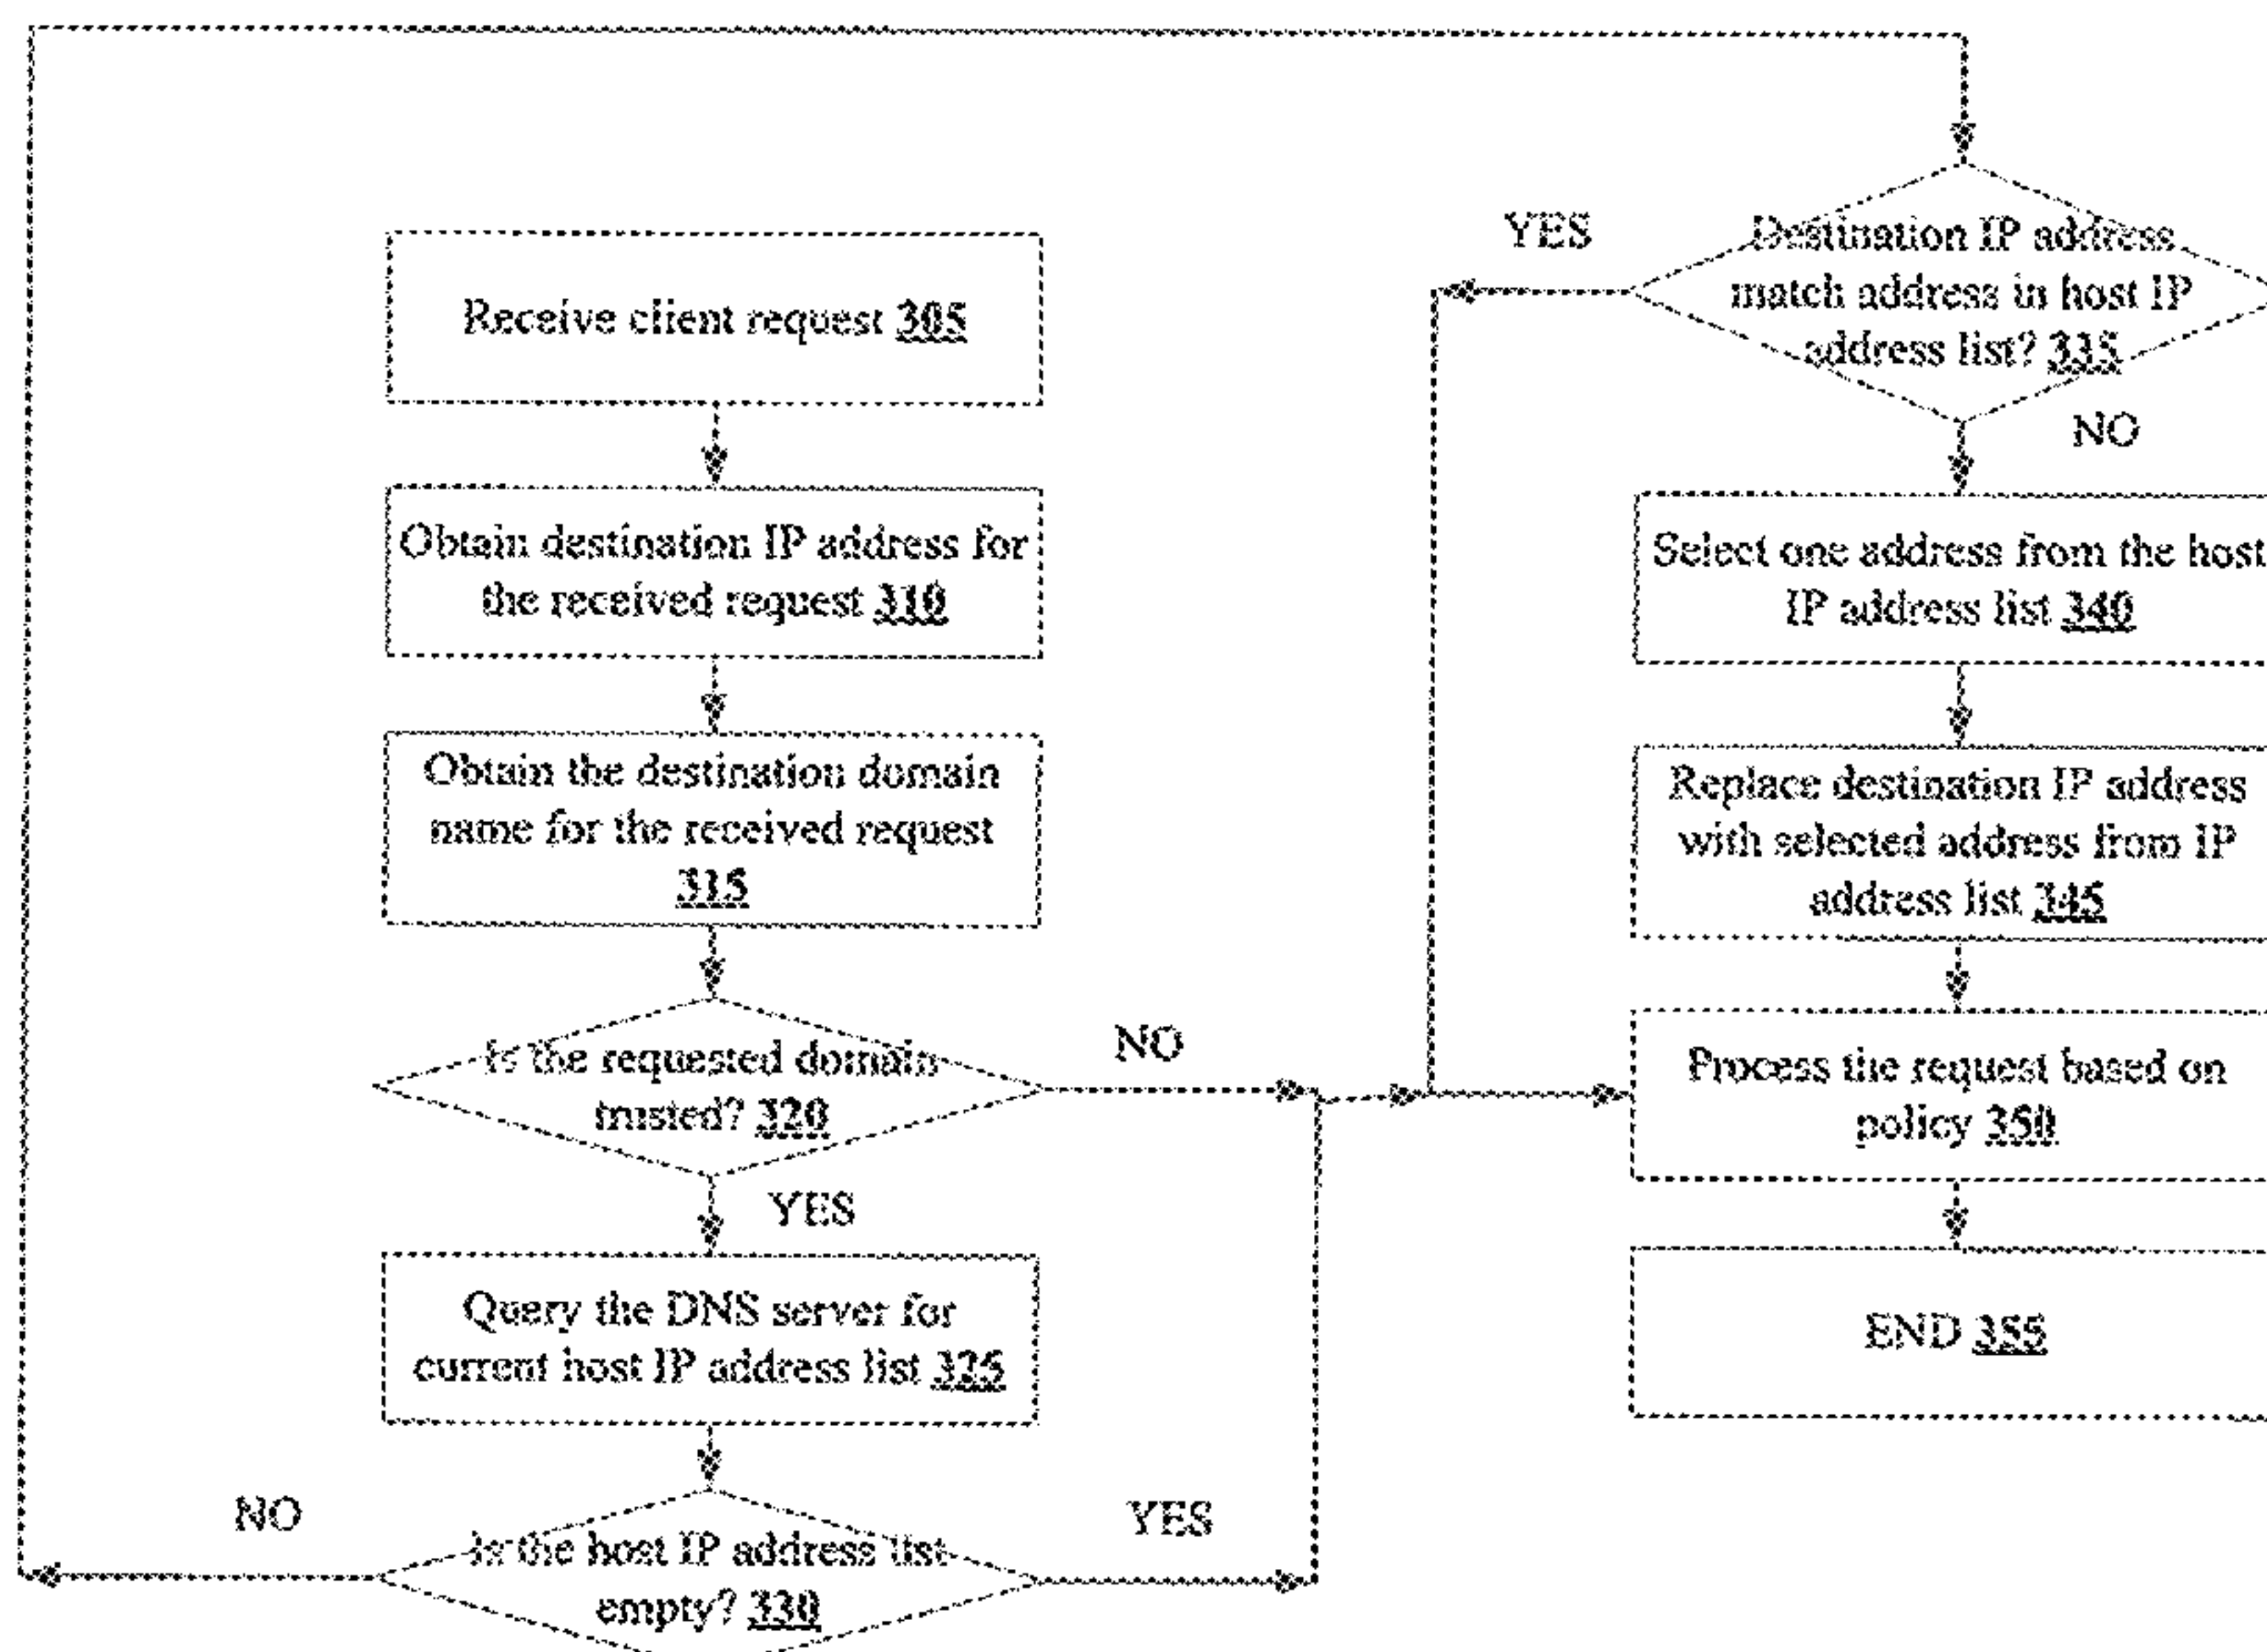 Receive client request 305
Obtain destination IP address for
the received request 310
Obtain the destination domain
name for the received request
315
Is the requested domain
trusted? 320
NO
YES
Query the DNS server for
current host IP address list 325
Is the host IP address list
empty? 330
NO
YES
Destination IP address
match address in host IP
address list? 335
YES
NO
Select one address from the host
IP address list 340
Replace destination IP address
with selected address from IP
address list 345
Process the request based on
policy 350
END 355